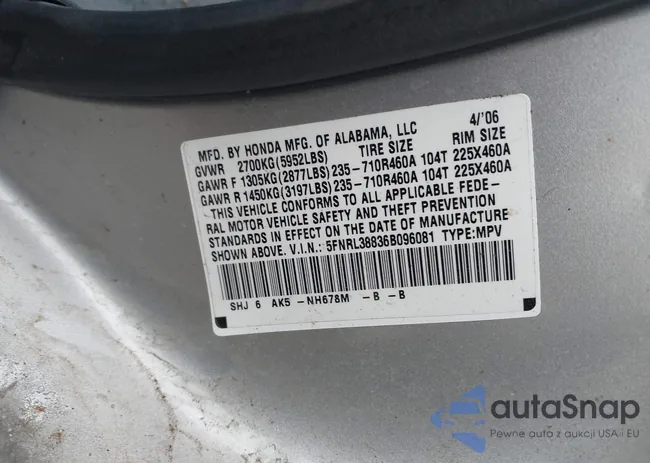 MFD. BY HONDA MFG. OF ALABAMA, LLC 4/'06
GVWR 2700KG(5952LBS) TIRE SIZE RIM SIZE
GAWR F 1305KG(2877LBS)235-710R460A 104T 225X460A
GAWR R 1450KG(3197LBS)235-710R460A 104T 225X460A
THIS VEHICLE CONFORMS TO ALL APPLICABLE FEDE-
RAL MOTOR VEHICLE SAFETY AND THEFT PREVENTION
STANDARDS IN EFFECT ON THE DATE OF MANUFACTURE
SHOWN ABOVE. V.I.N.: 5FNRL38836B096081 TYPE:MPV
SHJ 6 AK5 -NH678M -B -B
autaSnap
Pewne auta z aukcji USA i EU